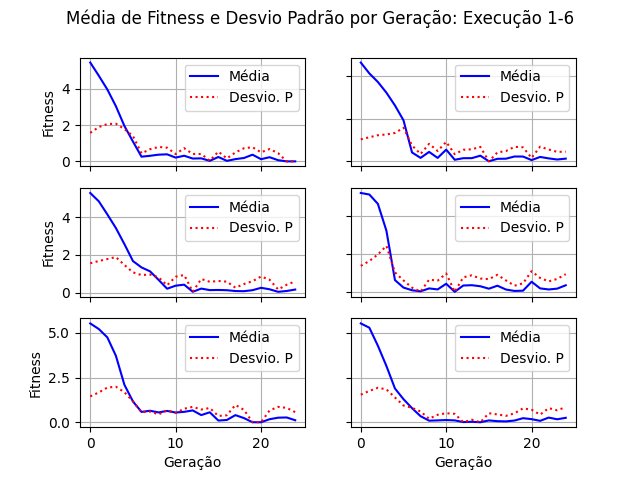 Média de Fitness e Desvio Padrão por Geração: Execução 1-6
Fitness
4
2
0
Média
Desvio. P
Média
Desvio. P
Fitness
4
2
0
Média
Desvio. P
Média
Desvio. P
Fitness
5.0
2.5
0.0
Média
Desvio. P
Média
Desvio. P
0 10 20
0 10 20
Geração
Geração